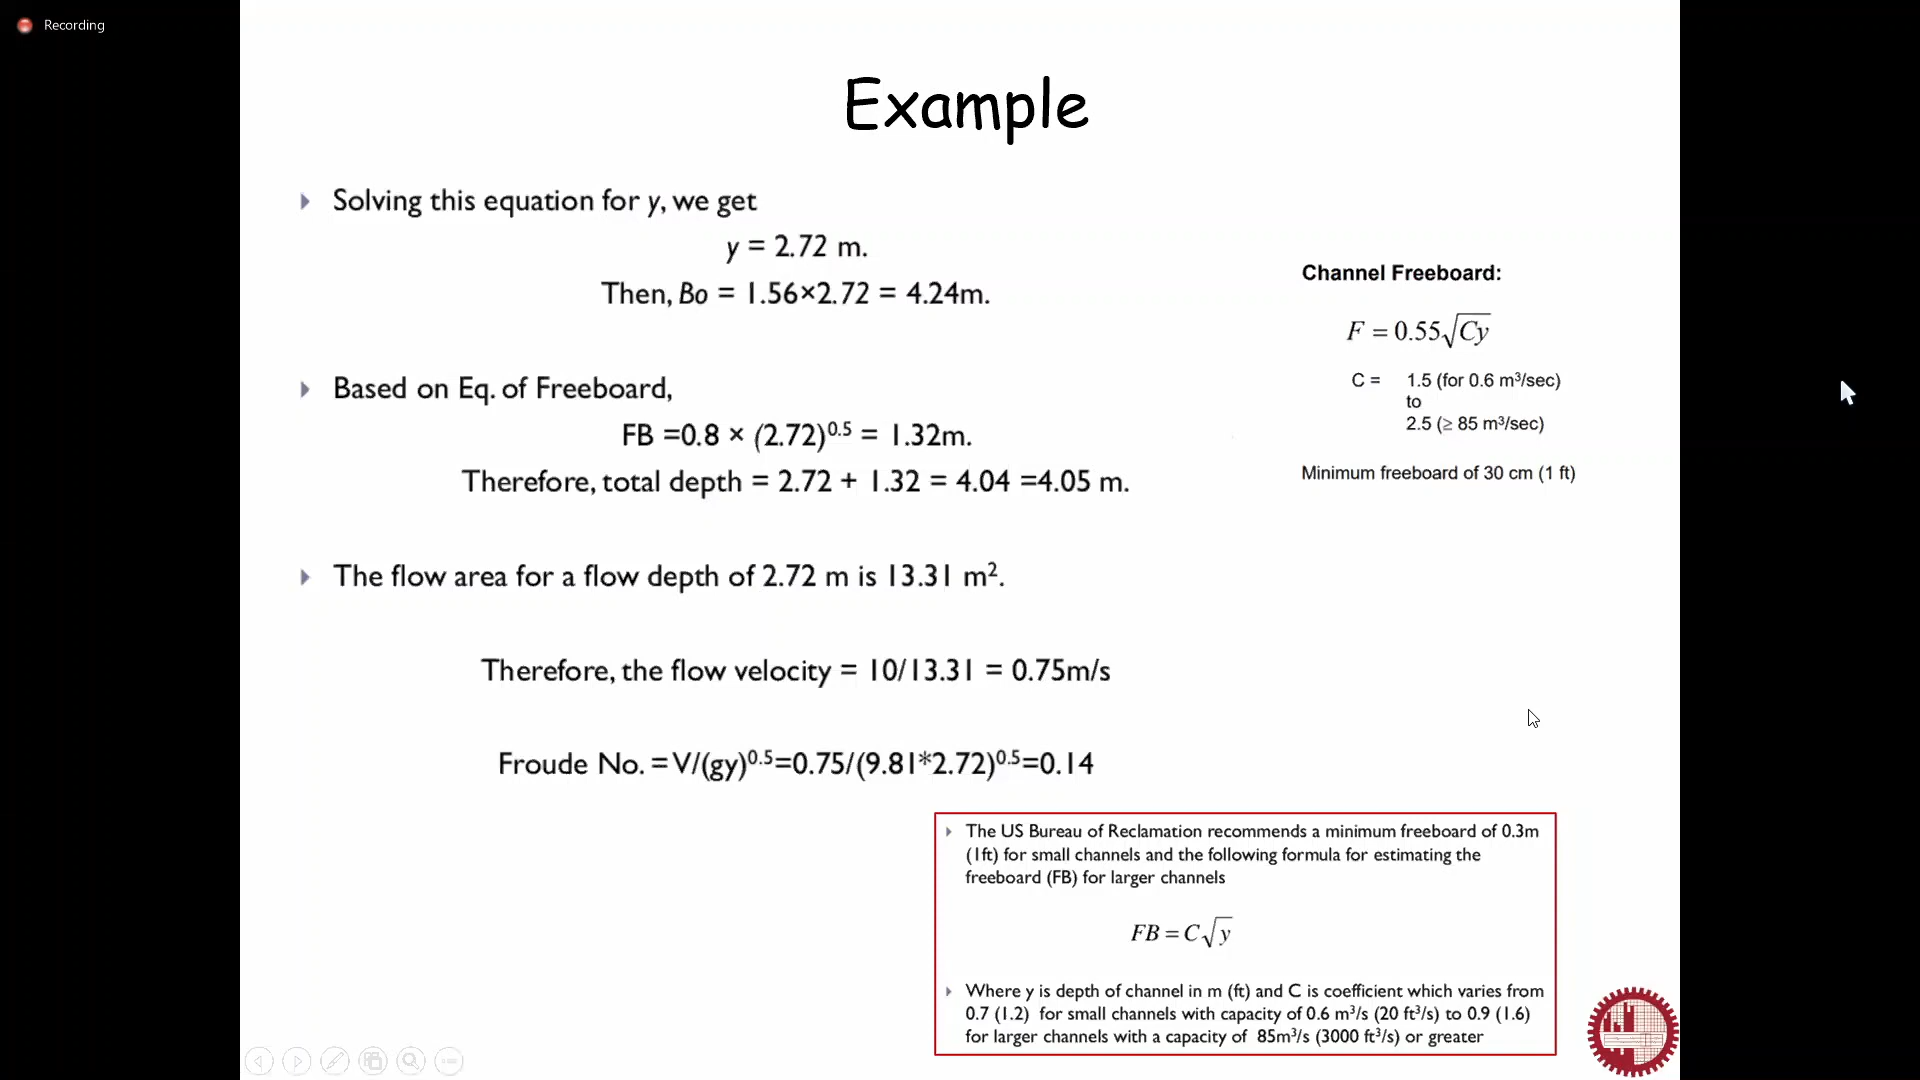 Recording
Example
Solving this equation for y, we get
y = 2.72 m.
Then, Bo = 1.56×2.72 = 4.24m.
Based on Eq. of Freeboard,
FB =0.8 × (2.72)^0.5 = 1.32m.
Therefore, total depth = 2.72 + 1.32 = 4.04 =4.05 m.
The flow area for a flow depth of 2.72 m is 13.31 m².
Therefore, the flow velocity = 10/13.31 = 0.75m/s
Froude No. = V/(gy)^0.5=0.75/(9.81*2.72)^0.5=0.14
Channel Freeboard:
F = 0.55√Cy
C = 1.5 (for 0.6 m³/sec)
to
2.5 (≥ 85 m³/sec)
Minimum freeboard of 30 cm (1 ft)
The US Bureau of Reclamation recommends a minimum freeboard of 0.3m
(1ft) for small channels and the following formula for estimating the
freeboard (FB) for larger channels
FB = C√y
Where y is depth of channel in m (ft) and C is coefficient which varies from
0.7 (1.2) for small channels with capacity of 0.6 m³/s (20 ft³/s) to 0.9 (1.6)
for larger channels with a capacity of 85m³/s (3000 ft³/s) or greater